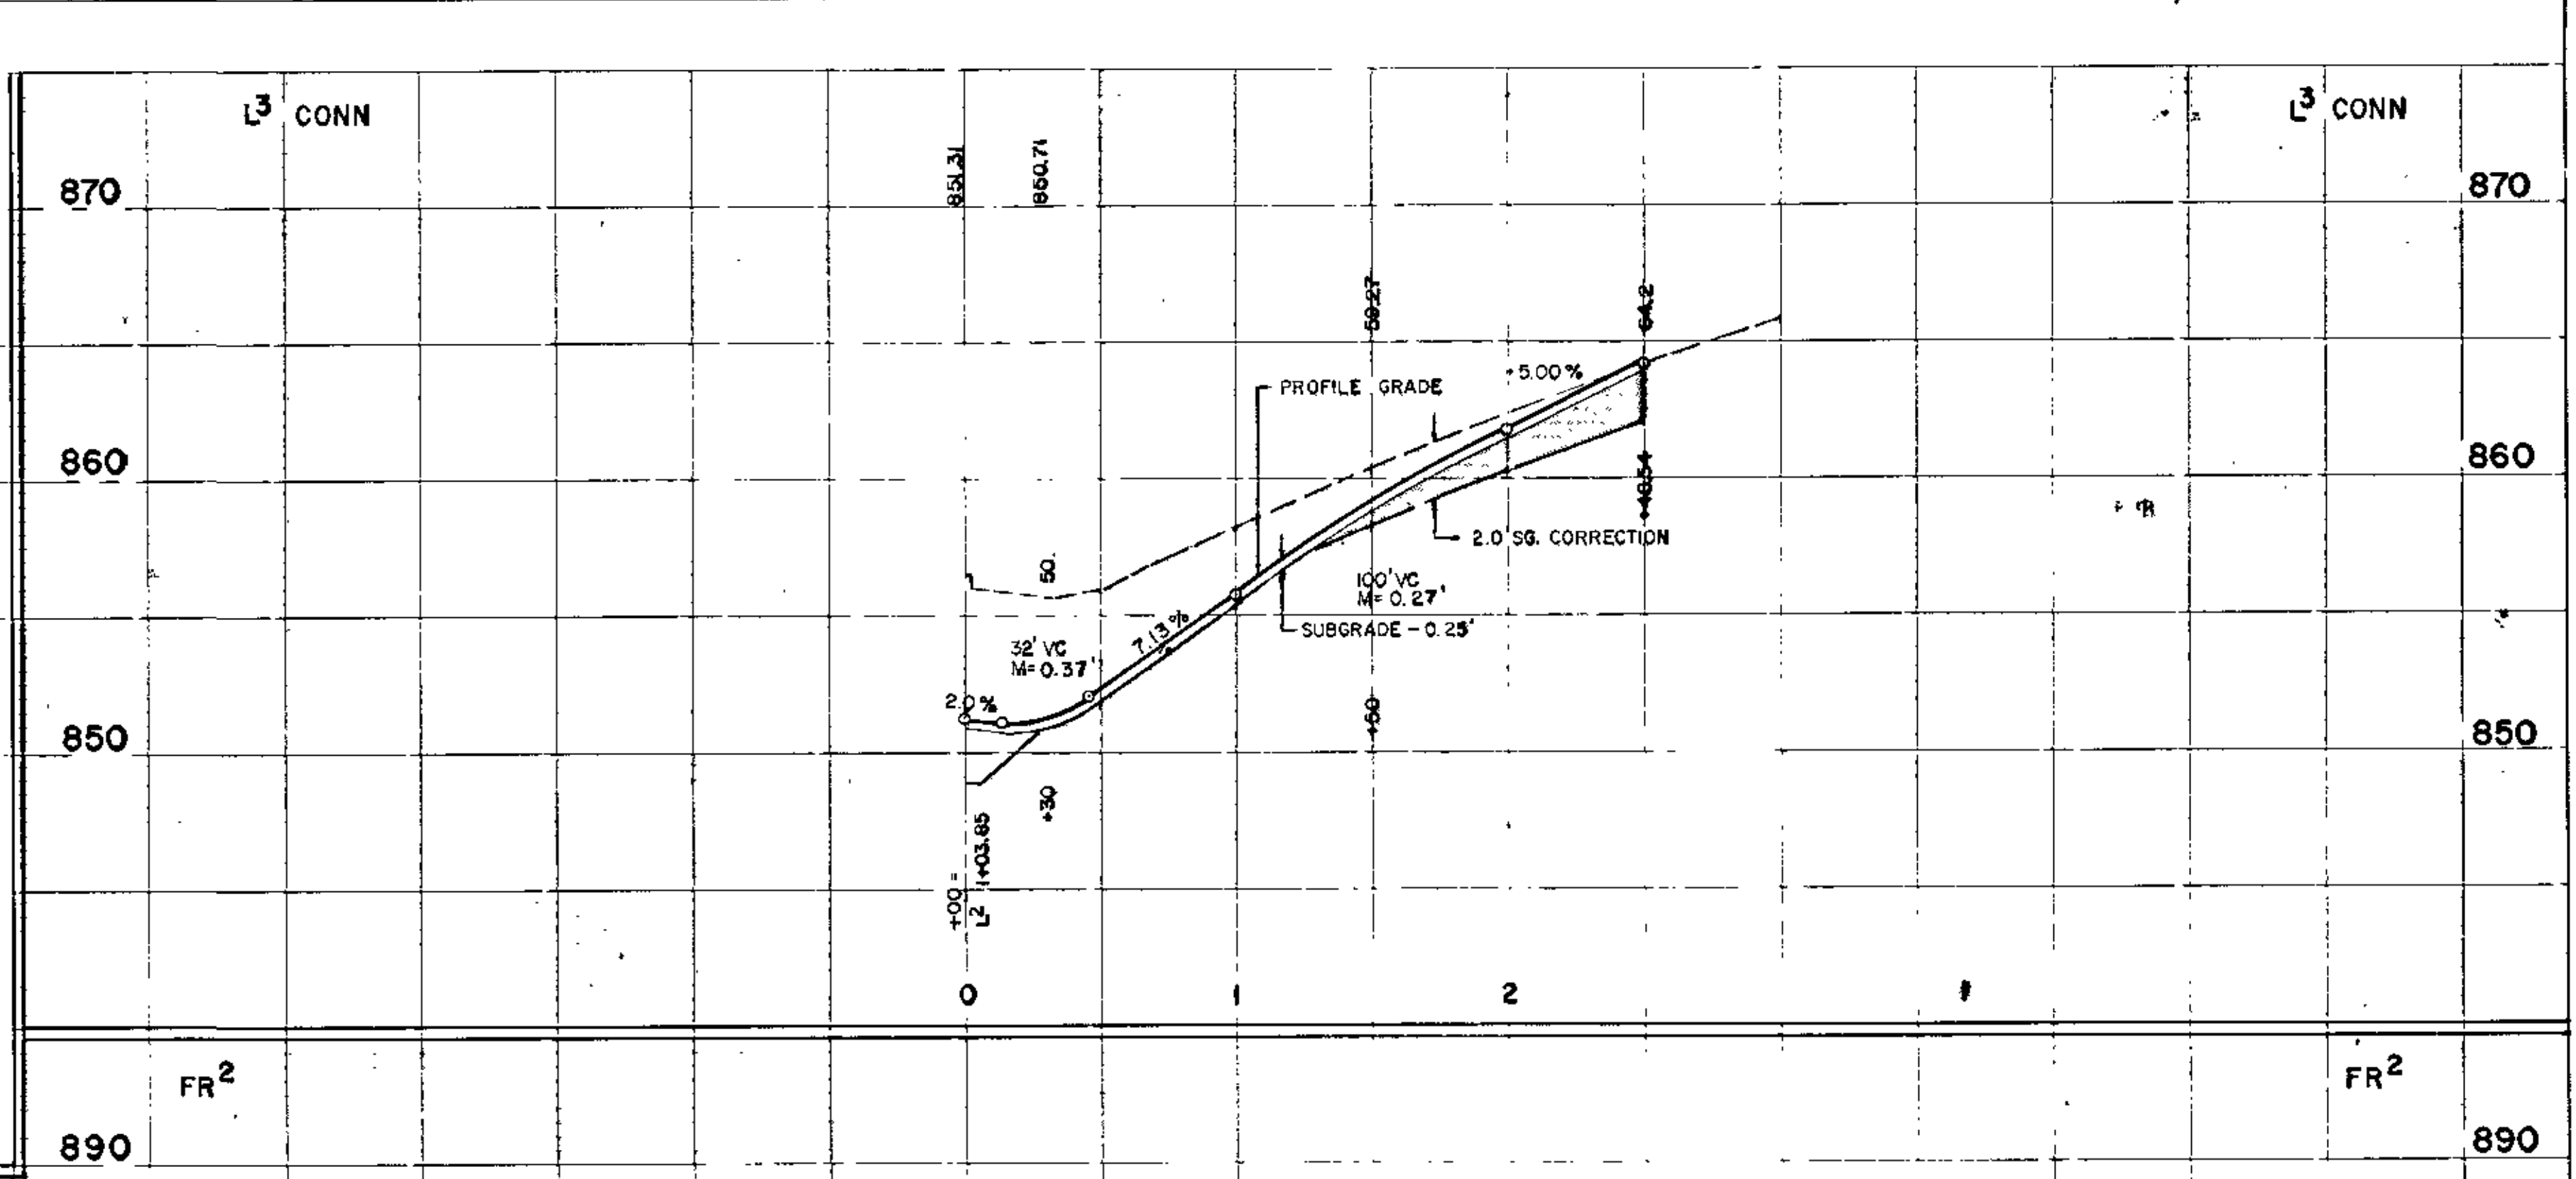 L³ CONN
L³ CONN
851.31
850.71
870
870
59.27
64.2
+5.00%
PROFILE GRADE
860
860
+49.54
2.0' SG. CORRECTION
50.
100' VC
M= 0.27'
SUBGRADE - 0.25'
7.13%
32' VC
M= 0.37'
2.0%
850
850
+50
+30
+00 =
L² 1+03.85
0
1
2
FR²
FR²
890
890